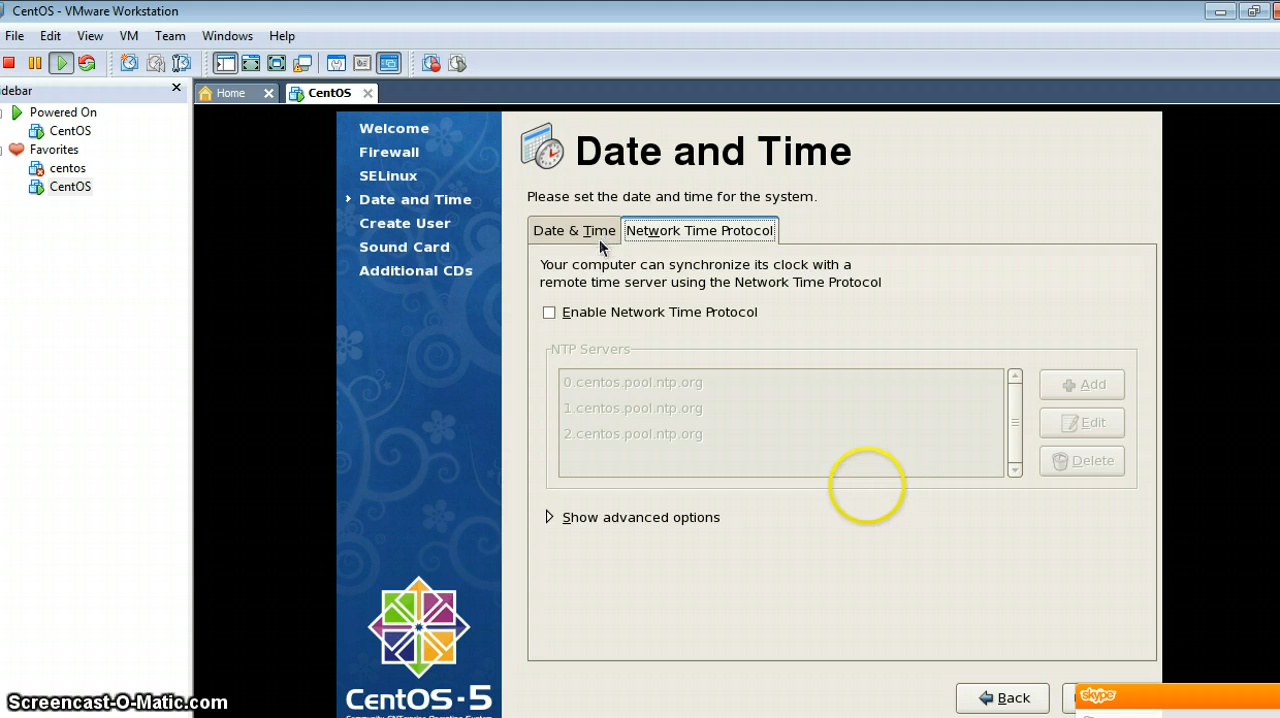 CentOS - VMware Workstation
File Edit View VM Team Windows Help
idebar
Home
CentOS
Powered On
CentOS
Favorites
centos
CentOS
Welcome
Firewall
SELinux
Date and Time
Create User
Sound Card
Additional CDs
CentOS-5
Date and Time
Please set the date and time for the system.
Date & Time
Network Time Protocol
Your computer can synchronize its clock with a
remote time server using the Network Time Protocol
Enable Network Time Protocol
NTP Servers
0.centos.pool.ntp.org
1.centos.pool.ntp.org
2.centos.pool.ntp.org
Add
Edit
Delete
Show advanced options
Back
skype
Screencast-O-Matic.com